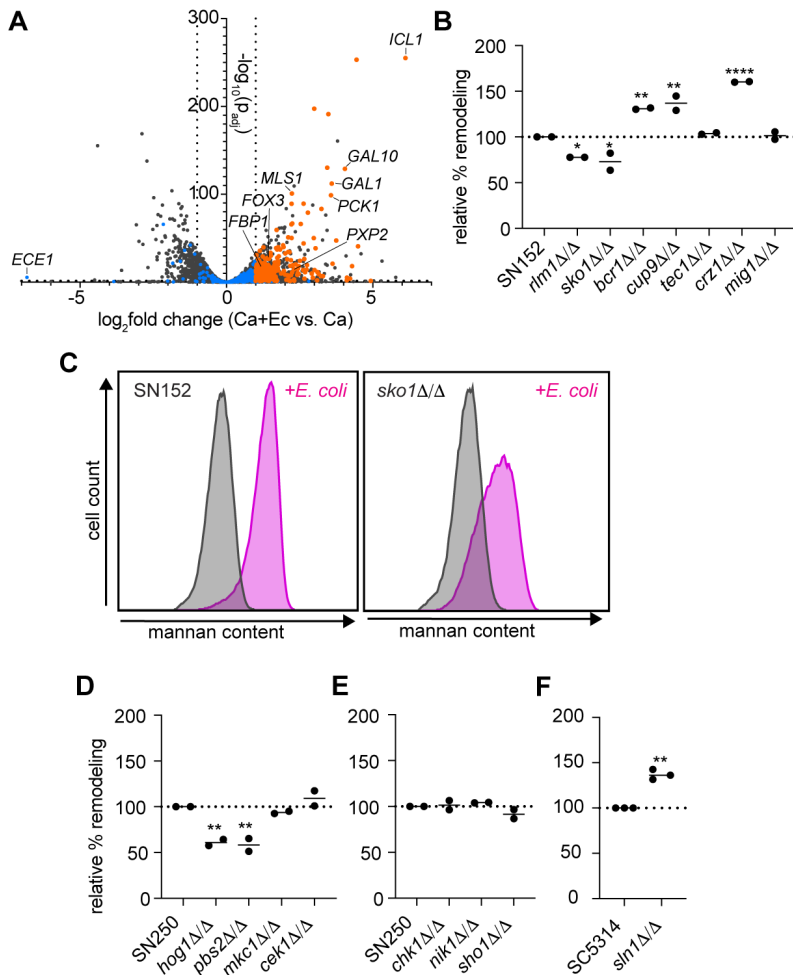 A
300
200
100
-log10(p adj)
ICL1
GAL10
GAL1
PCK1
MLS1
FOX3
FBP1
PXP2
ECE1
-5
0
5
log2fold change (Ca+Ec vs. Ca)
B
relative % remodeling
200
150
100
50
0
*
*
**
**
****
SN152
rlm1Δ/Δ
sko1Δ/Δ
bcr1Δ/Δ
cup9Δ/Δ
tec1Δ/Δ
crz1Δ/Δ
mig1Δ/Δ
C
cell count
SN152
+E. coli
mannan content
sko1Δ/Δ
+E. coli
mannan content
D
relative % remodeling
200
150
100
50
0
**
**
SN250
hog1Δ/Δ
pbs2Δ/Δ
mkc1Δ/Δ
cek1Δ/Δ
E
200
150
100
50
0
SN250
chk1Δ/Δ
nik1Δ/Δ
sho1Δ/Δ
F
200
150
100
50
0
**
SC5314
sln1Δ/Δ